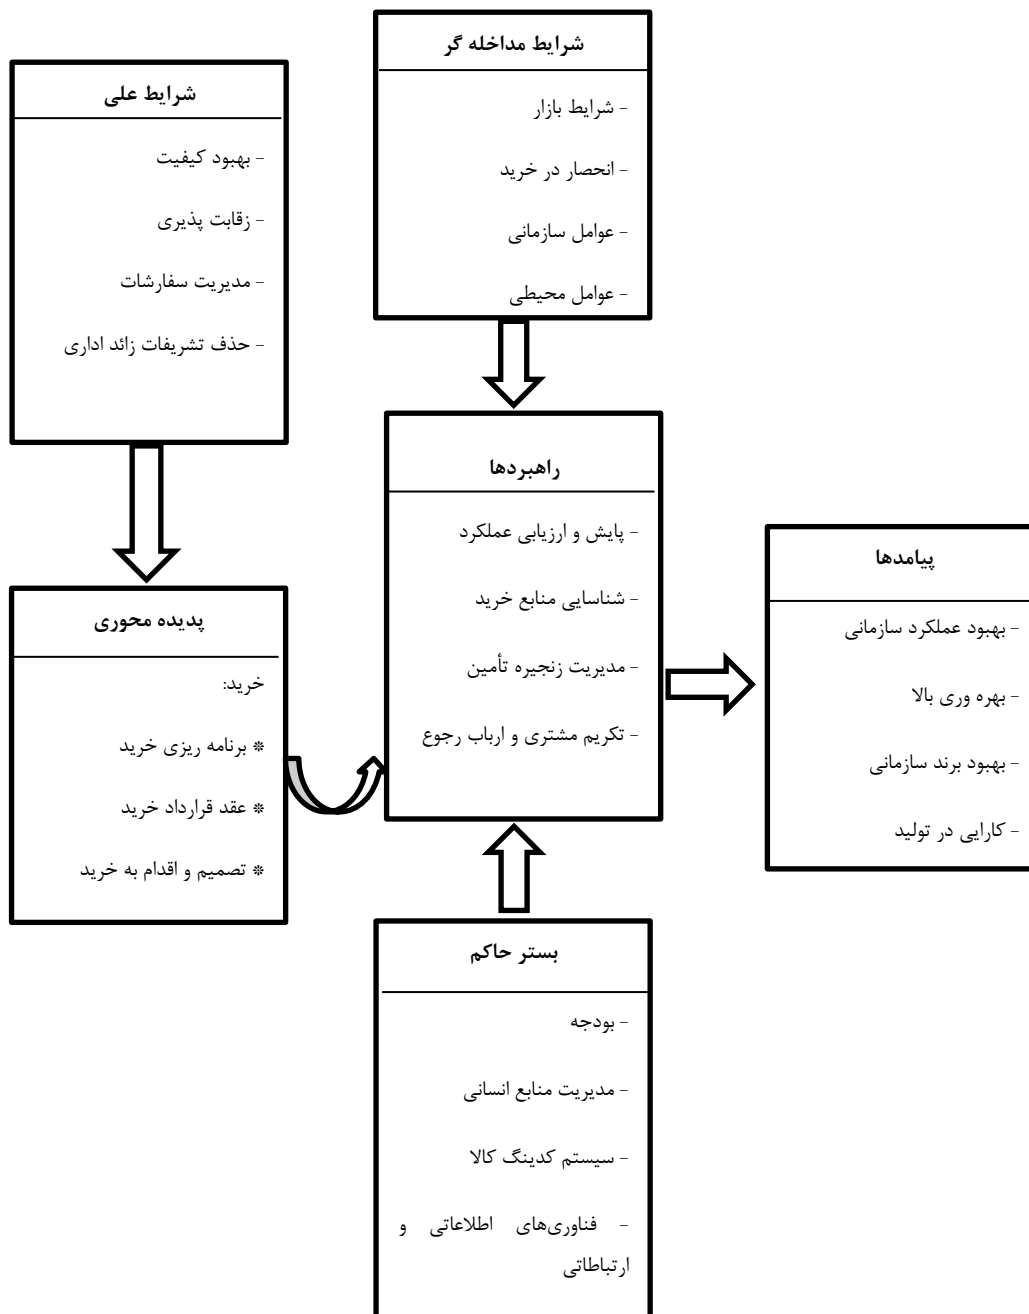 شرایط مداخله گر
- شرایط بازار
- انحصار در خرید
- عوامل سازمانی
- عوامل محیطی
شرایط علی
- بهبود کیفیت
- زقابت پذیری
- مدیریت سفارشات
- حذف تشریفات زائد اداری
راهبردها
- پایش و ارزیابی عملکرد
- شناسایی منابع خرید
- مدیریت زنجیره تأمین
- تکریم مشتری و ارباب رجوع
پیامدها
- بهبود عملکرد سازمانی
- بهره وری بالا
- بهبود برند سازمانی
- کارایی در تولید
پدیده محوری
خرید:
* برنامه ریزی خرید
* عقد قرارداد خرید
* تصمیم و اقدام به خرید
بستر حاکم
- بودجه
- مدیریت منابع انسانی
- سیستم کدینگ کالا
- فناوری‌های اطلاعاتی و
ارتباطاتی